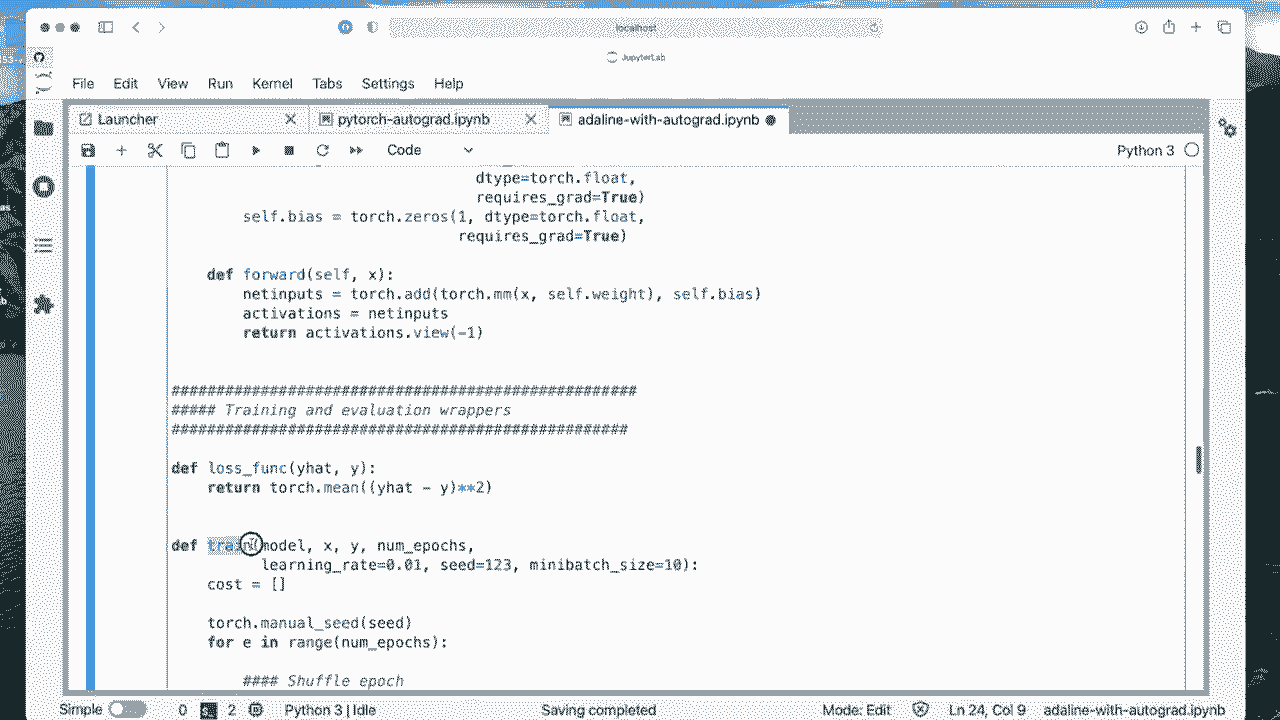 localhost
JupyterLab
File Edit View Run Kernel Tabs Settings Help
Launcher pytorch-autograd.ipynb adaline-with-autograd.ipynb
Code Python 3
dtype=torch.float,
requires_grad=True)
self.bias = torch.zeros(1, dtype=torch.float,
requires_grad=True)
def forward(self, x):
netinputs = torch.add(torch.mm(x, self.weight), self.bias)
activations = netinputs
return activations.view(-1)
####################################################
##### Training and evaluation wrappers
###################################################
def loss_func(yhat, y):
return torch.mean((yhat - y)**2)
def train(model, x, y, num_epochs,
learning_rate=0.01, seed=123, minibatch_size=10):
cost = []
torch.manual_seed(seed)
for e in range(num_epochs):
#### Shuffle epoch
Simple 0 2 Python 3 | Idle Saving completed Mode: Edit Ln 24, Col 9 adaline-with-autograd.ipynb